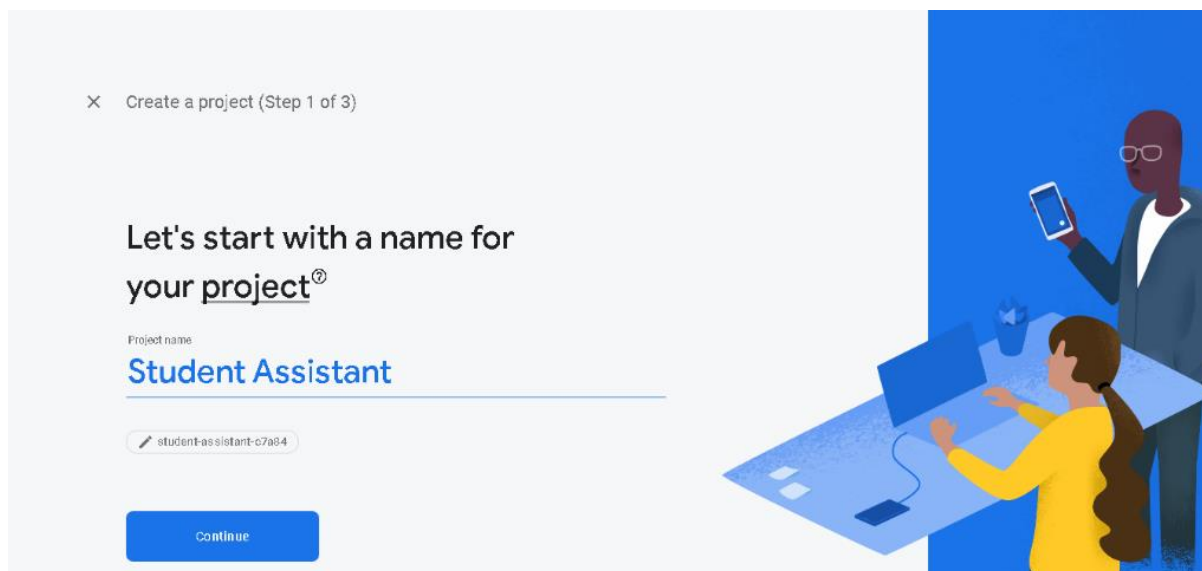 Create a project (Step 1 of 3)
Let's start with a name for
your project
Project name
Student Assistant
student-assistant-c7a84
Continue